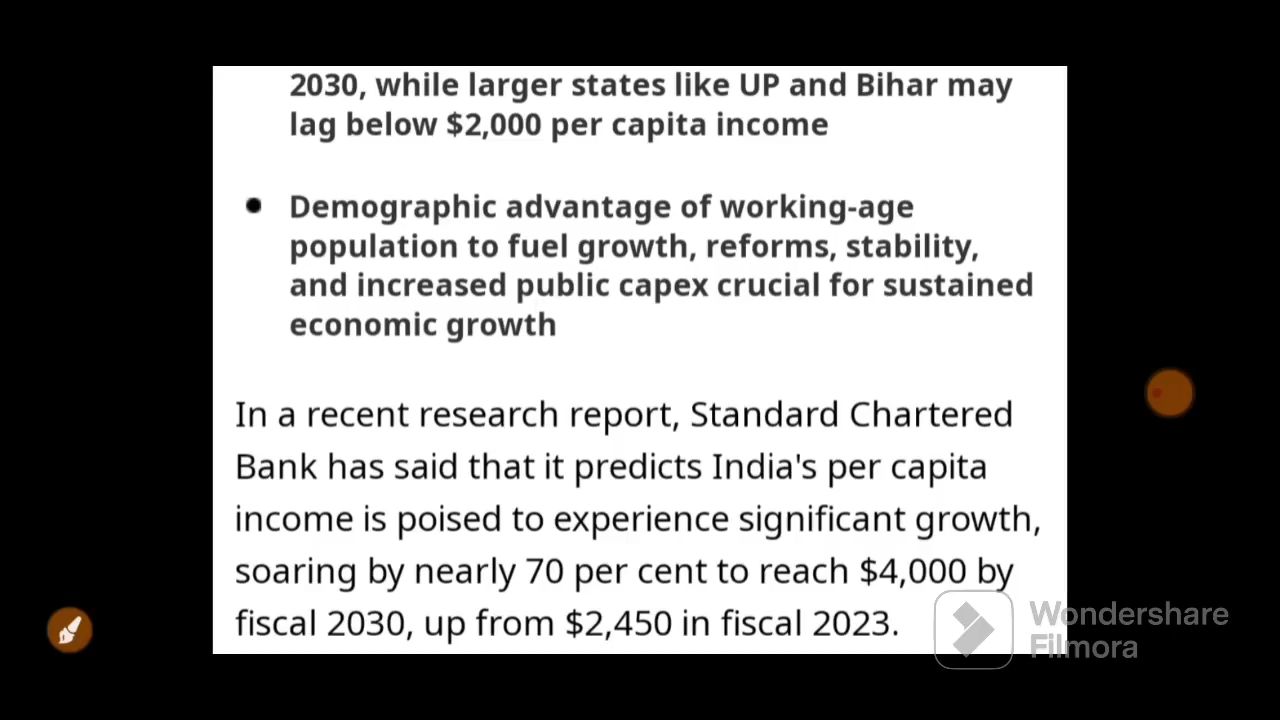 2030, while larger states like UP and Bihar may
lag below $2,000 per capita income
Demographic advantage of working-age
population to fuel growth, reforms, stability,
and increased public capex crucial for sustained
economic growth
In a recent research report, Standard Chartered
Bank has said that it predicts India's per capita
income is poised to experience significant growth,
soaring by nearly 70 per cent to reach $4,000 by
fiscal 2030, up from $2,450 in fiscal 2023.
Wondershare
Filmora